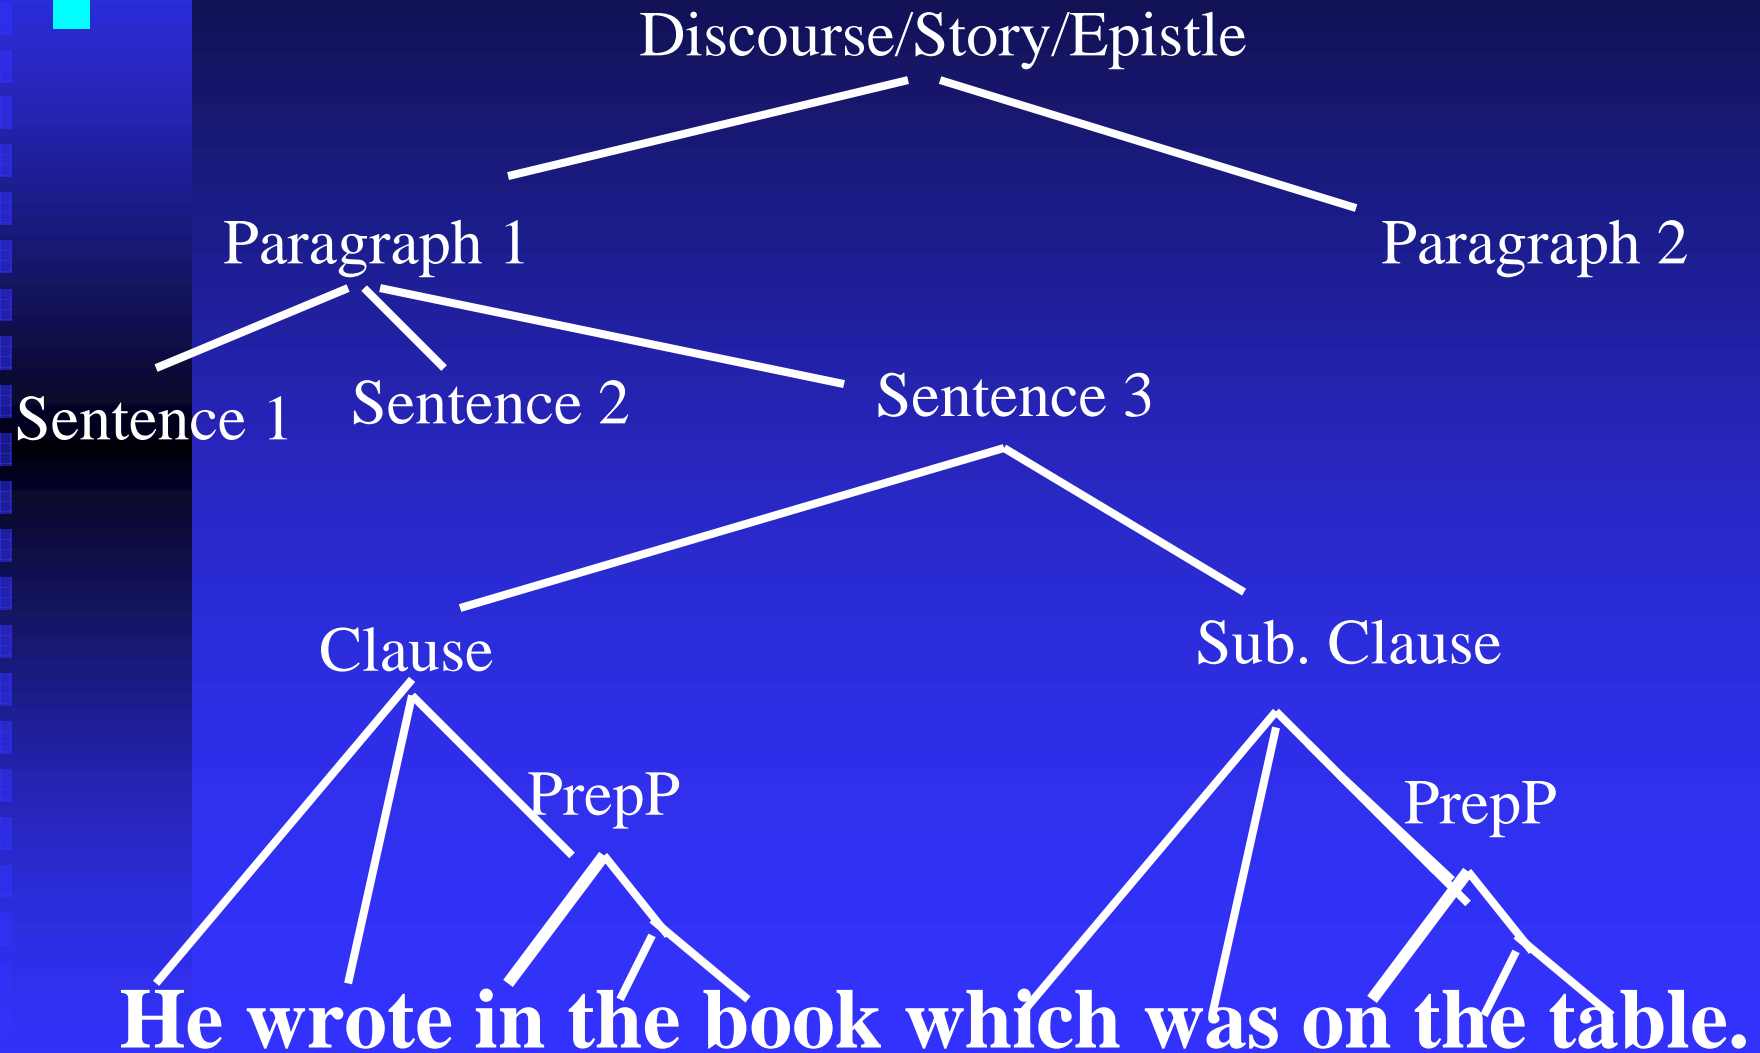 Discourse/Story/Epistle
Paragraph 1
Paragraph 2
Sentence 1
Sentence 2
Sentence 3
Clause
Sub. Clause
PrepP
PrepP
He wrote in the book which was on the table.